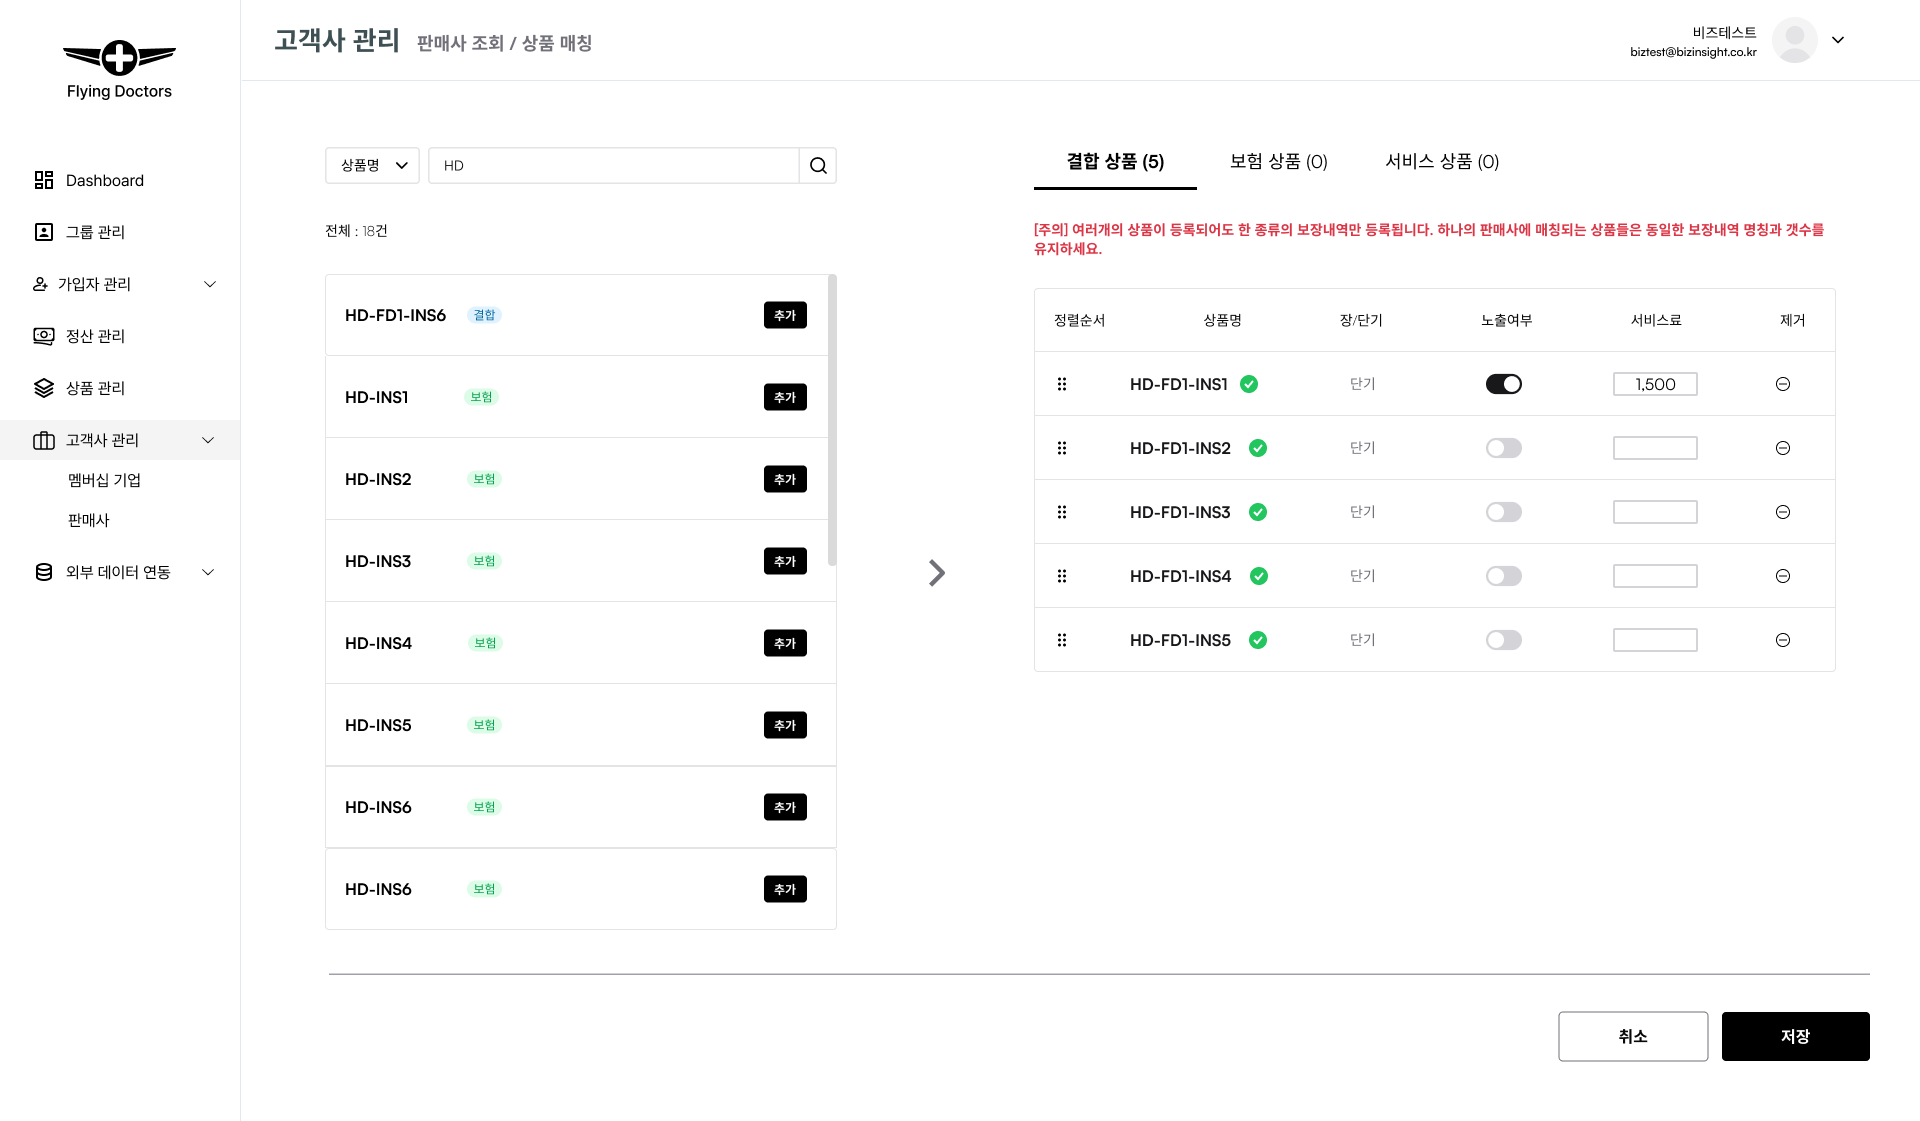 Flying Doctors
Dashboard
그룹 관리
가입자 관리
정산 관리
상품 관리
고객사 관리
멤버십 기업
판매사
외부 데이터 연동
고객사 관리 판매사 조회 / 상품 매칭
비즈테스트
biztest@bizinsight.co.kr
상품명 HD
전체 : 18건
HD-FD1-INS6 결합 추가
HD-INS1 보험 추가
HD-INS2 보험 추가
HD-INS3 보험 추가
HD-INS4 보험 추가
HD-INS5 보험 추가
HD-INS6 보험 추가
HD-INS6 보험 추가
결합 상품 (5) 보험 상품 (0) 서비스 상품 (0)
[주의] 여러개의 상품이 등록되어도 한 종류의 보장내역만 등록됩니다. 하나의 판매사에 매칭되는 상품들은 동일한 보장내역 명칭과 갯수를
유지하세요.
정렬순서 상품명 장/단기 노출여부 서비스료 제거
HD-FD1-INS1 단기 1,500
HD-FD1-INS2 단기
HD-FD1-INS3 단기
HD-FD1-INS4 단기
HD-FD1-INS5 단기
취소 저장